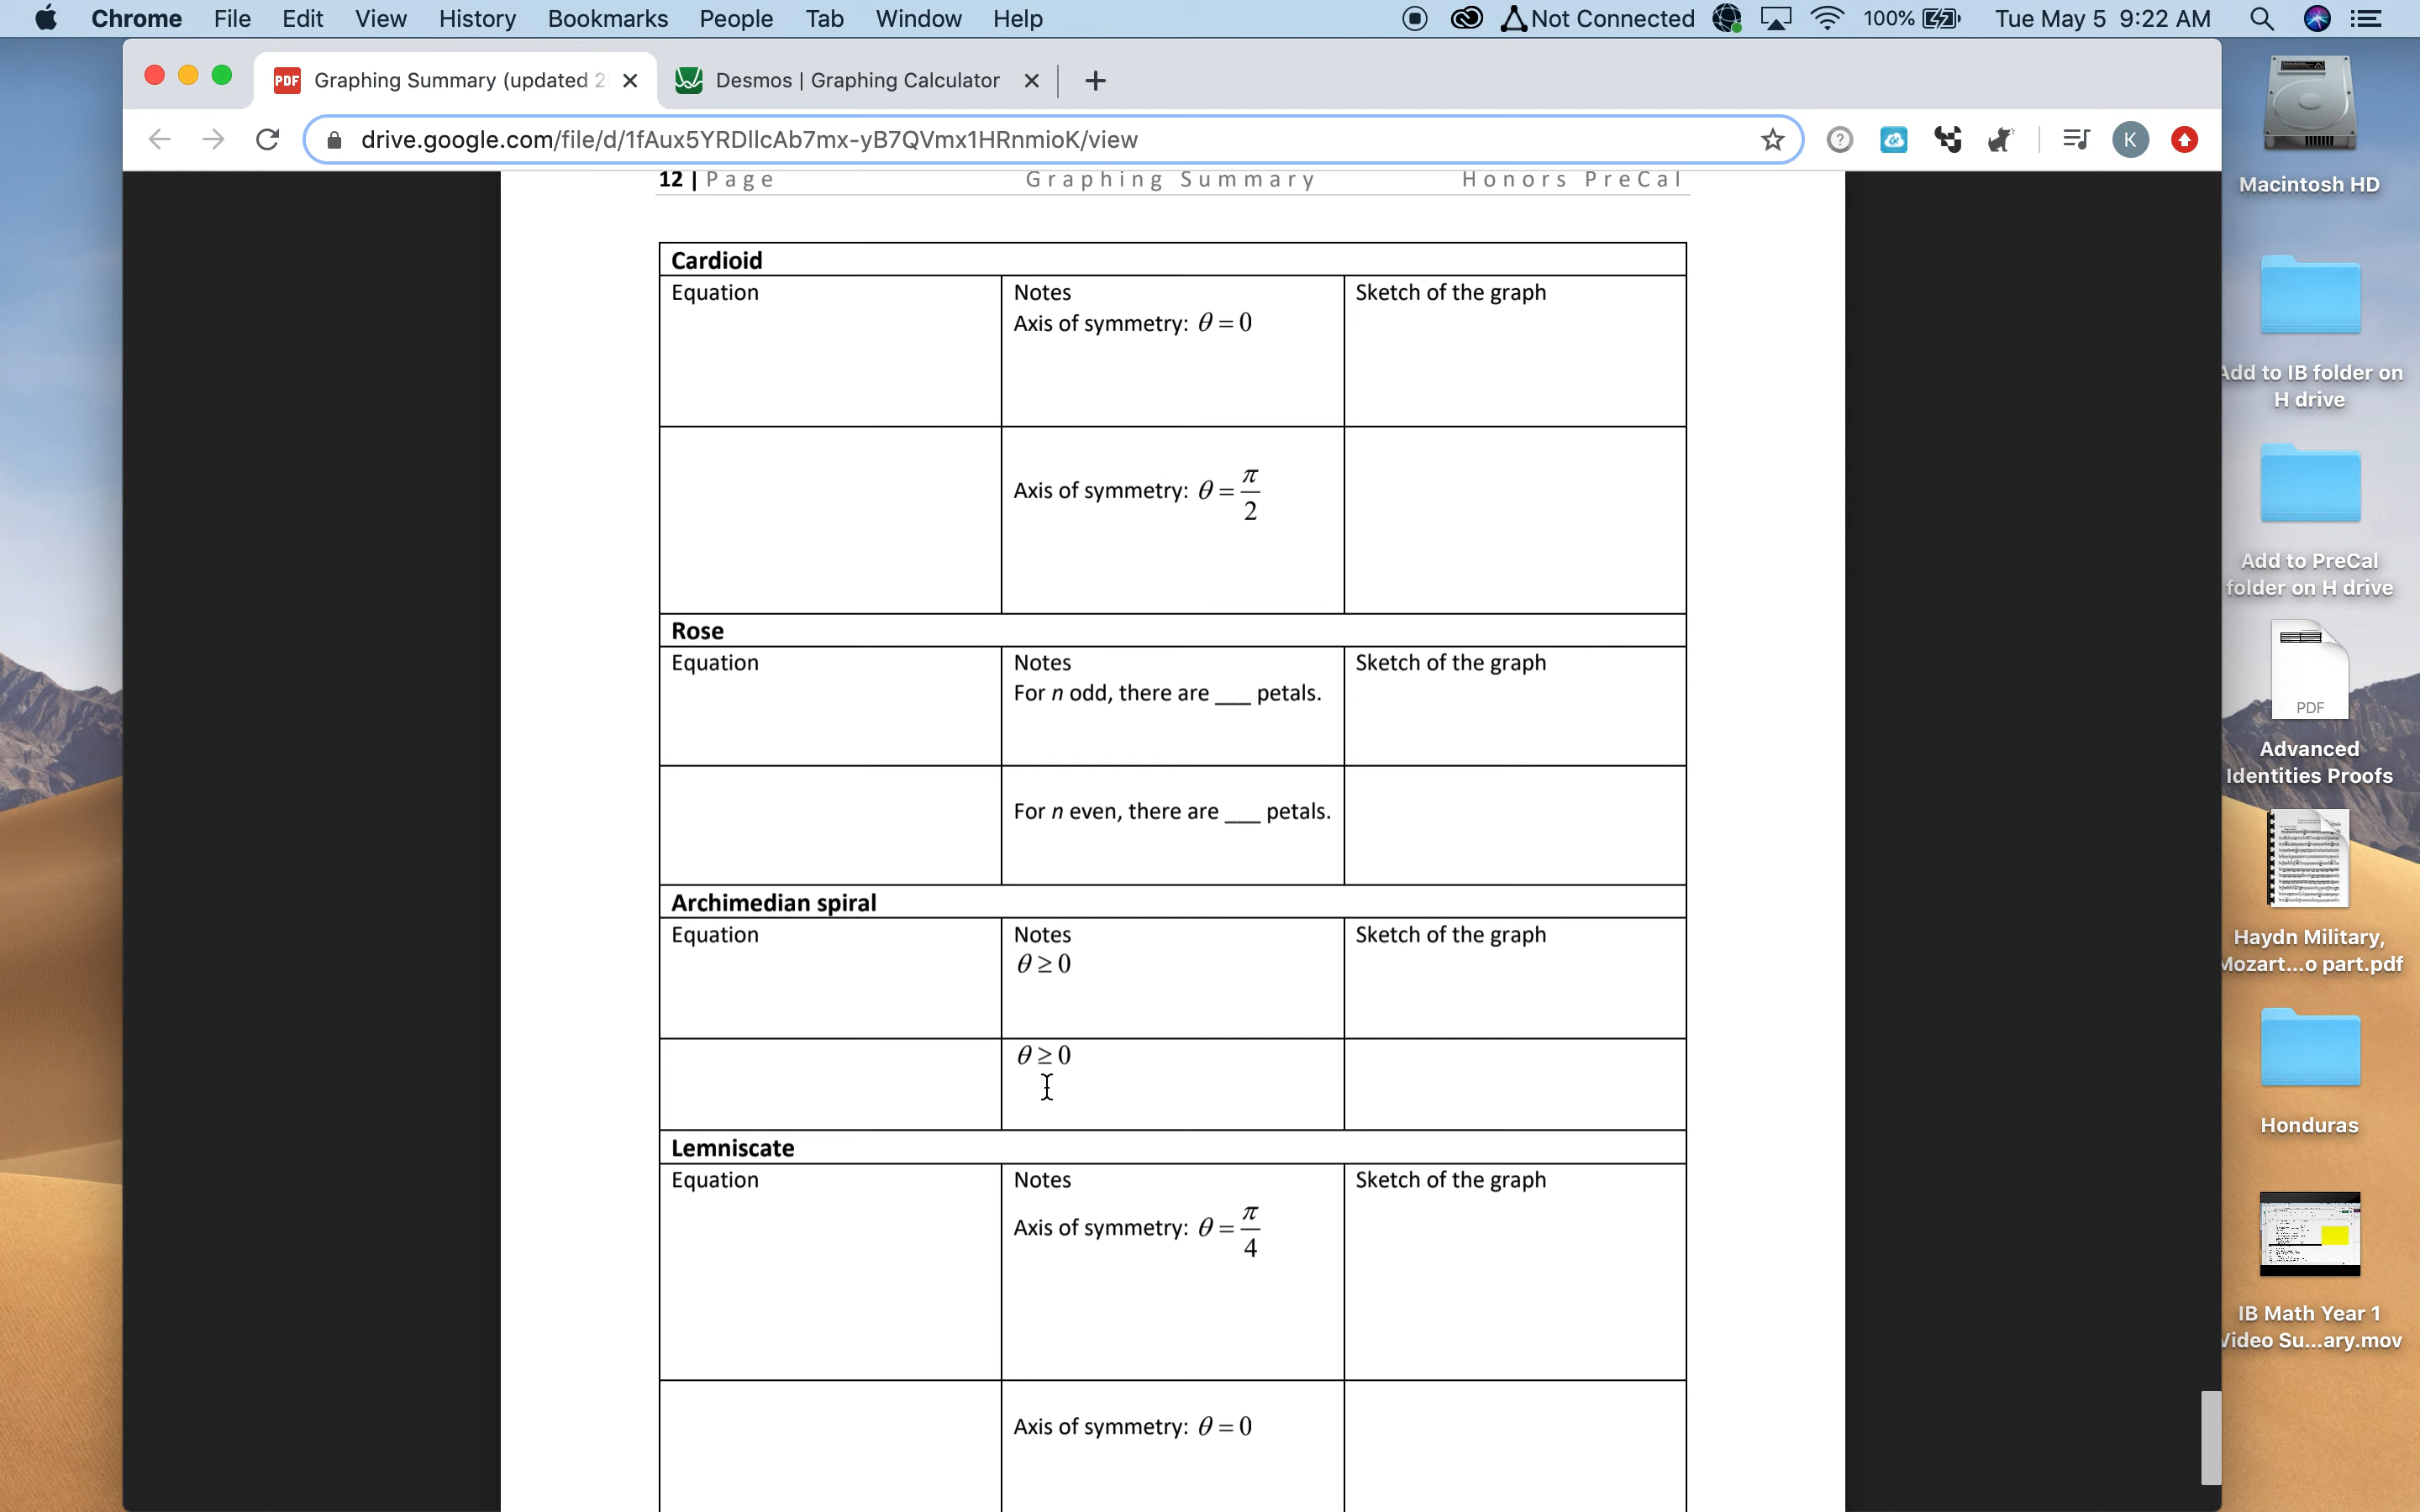 Chrome File Edit View History Bookmarks People Tab Window Help Not Connected 100% Tue May 5 9:22 AM
PDF Graphing Summary (updated 2 Desmos | Graphing Calculator
drive.google.com/file/d/1fAux5YRDllcAb7mx-yB7QVmx1HRnmioK/view K
12 | Page Graphing Summary Honors PreCal
Cardioid
Equation Notes Sketch of the graph
Axis of symmetry: θ = 0
Axis of symmetry: θ = π/2
Rose
Equation Notes Sketch of the graph
For n odd, there are ___ petals.
For n even, there are ___ petals.
Archimedian spiral
Equation Notes Sketch of the graph
θ ≥ 0
θ ≥ 0
Lemniscate
Equation Notes Sketch of the graph
Axis of symmetry: θ = π/4
Axis of symmetry: θ = 0
Macintosh HD
Add to IB folder on
H drive
Add to PreCal
folder on H drive
PDF
Advanced
Identities Proofs
Haydn Military,
Mozart...o part.pdf
Honduras
IB Math Year 1
Video Su...ary.mov